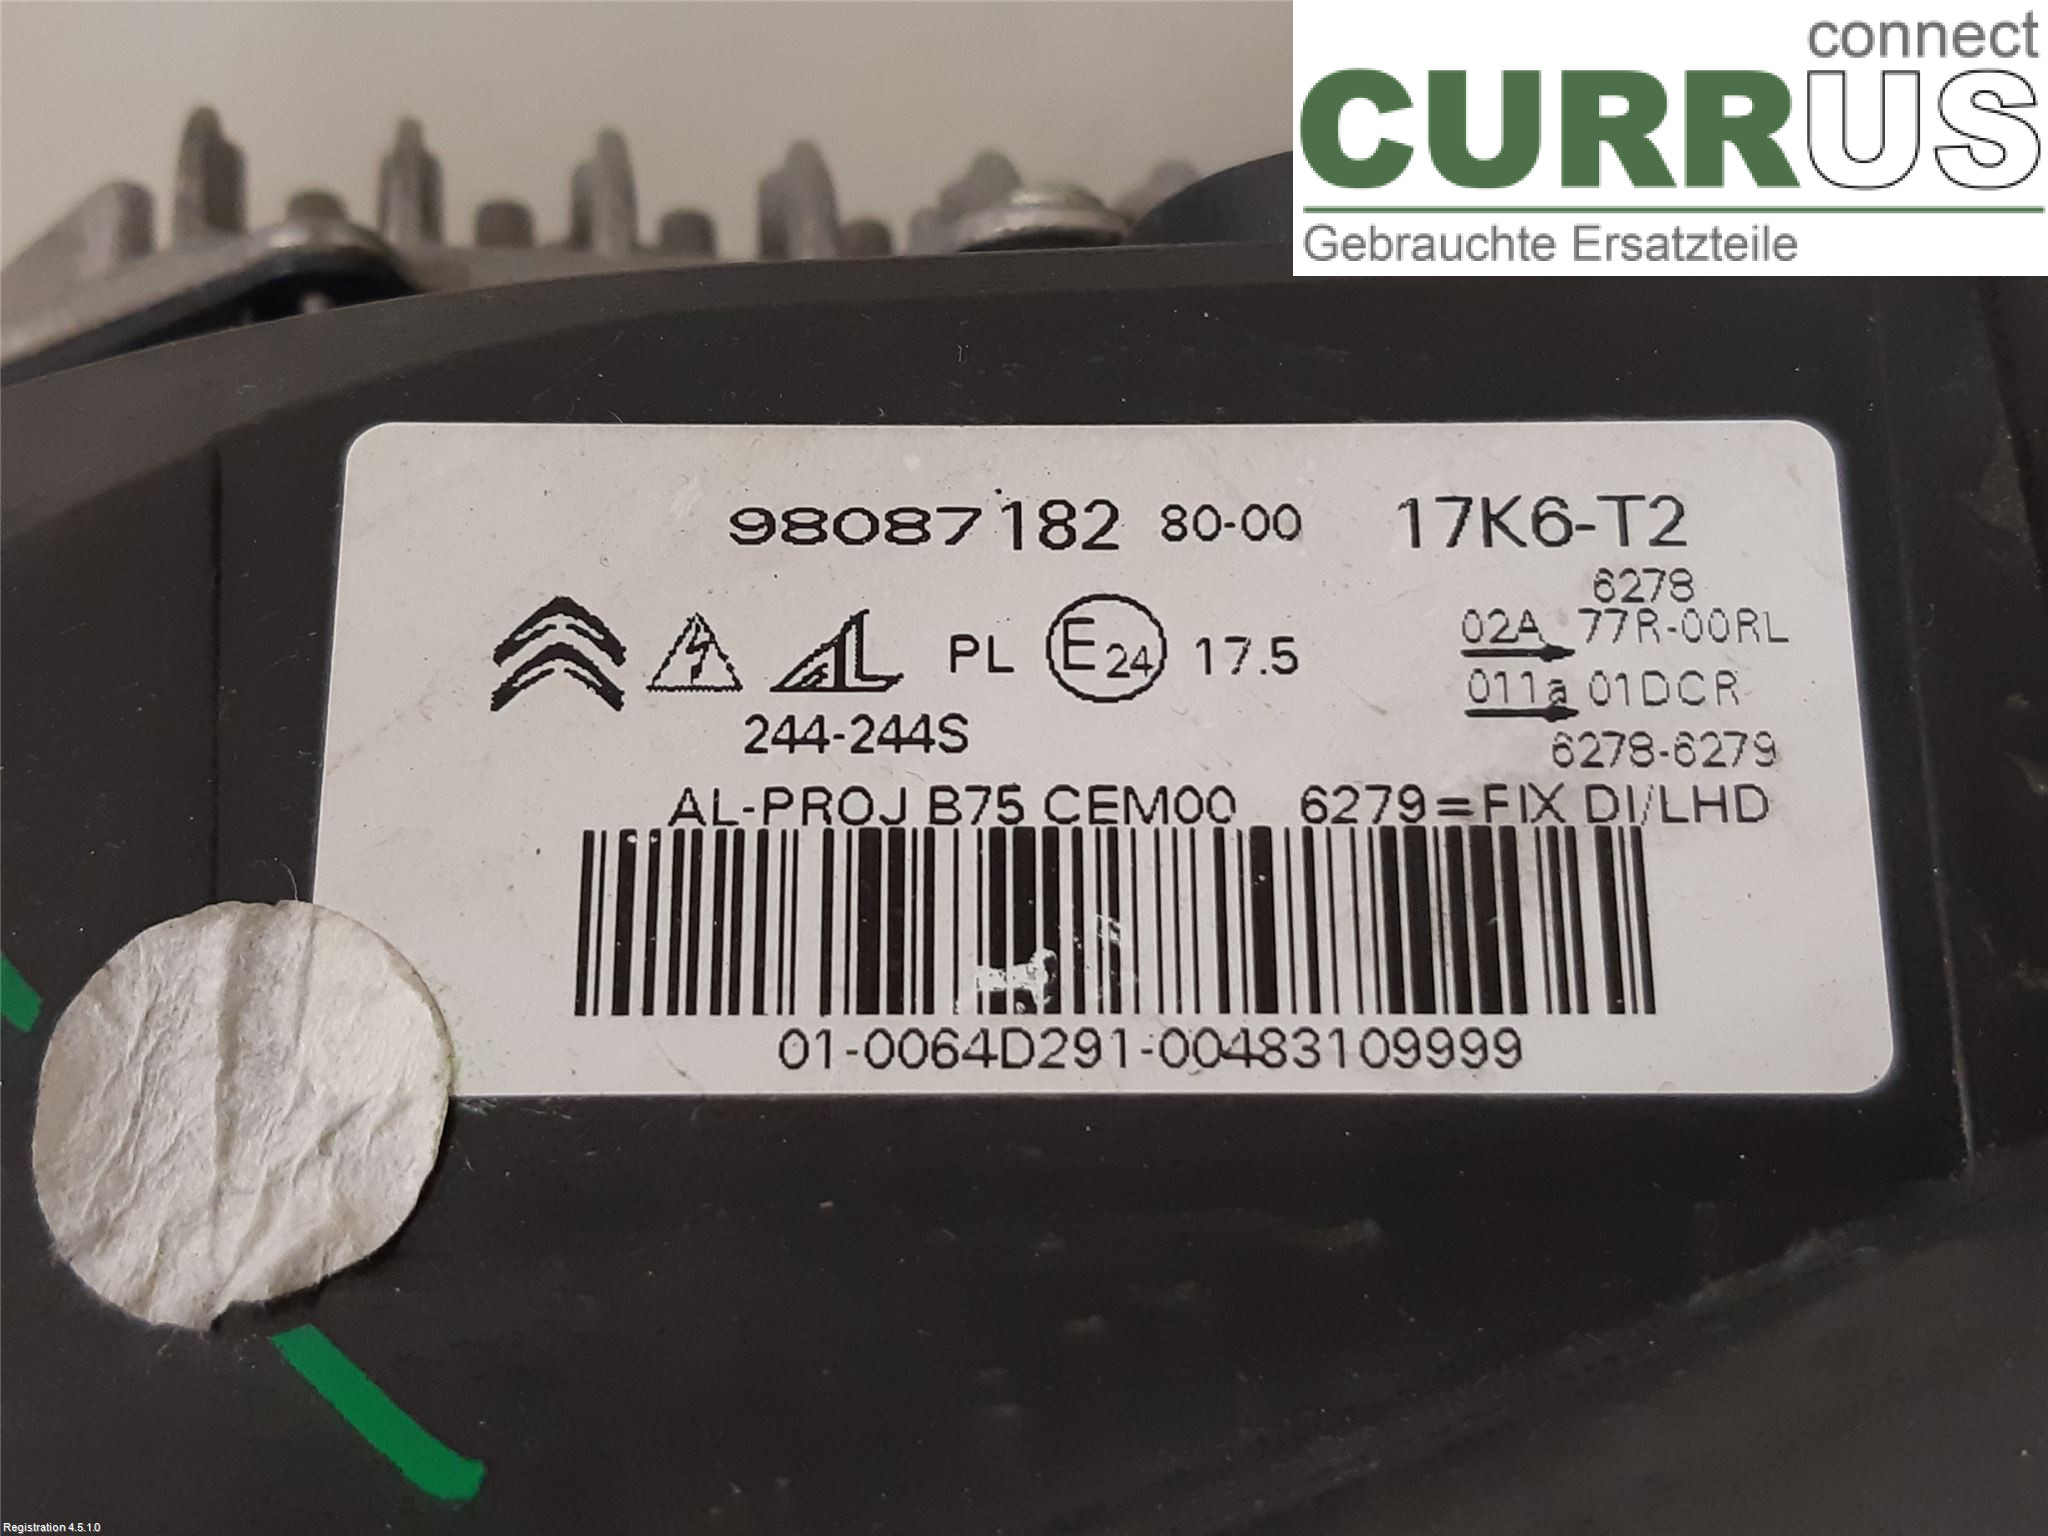 connect
CURRUS
Gebrauchte Ersatzteile
98087182 80-00 17K6-T2
6278
02A 77R-00RL
AL PL E24 17.5
011a 01DCR
244-244S
6278-6279
AL-PROJ B75 CEM00 6279=FIX DI/LHD
01-0064D291-00483109999
Registration 4.5.1.0